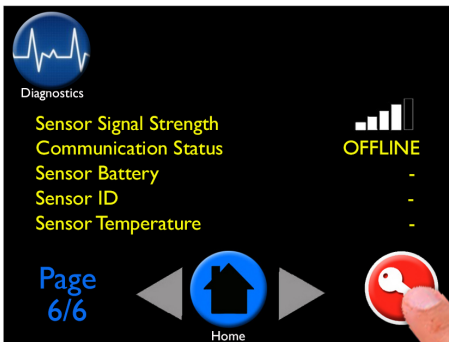 Diagnostics
Sensor Signal Strength
Communication Status OFFLINE
Sensor Battery -
Sensor ID -
Sensor Temperature -
Page
6/6
Home